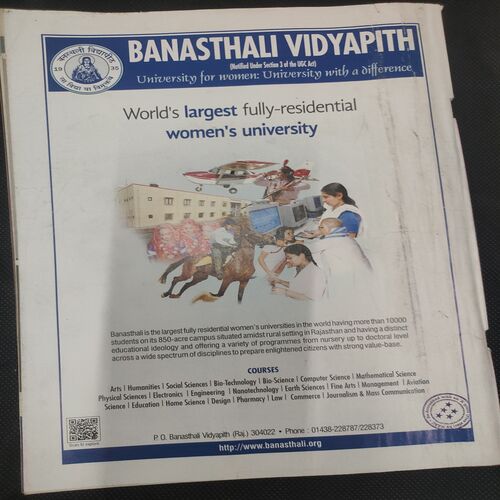 BANASTHALI VIDYAPITH
(Notified Under Section 3 of the UGC Act)
University for women: University with a difference
वनस्थली विद्यापीठ
1935
सा विद्या या विमुक्तये
World's largest fully-residential
women's university
Banasthali is the largest fully residential women's universities in the world having more than 10000
students on its 850-acre campus situated amidst rural setting in Rajasthan and having a distinct
educational ideology and offering a variety of programmes from nursery up to doctoral level
across a wide spectrum of disciplines to prepare enlightened citizens with strong value-base.
COURSES
Arts | Humanities | Social Sciences | Bio-Technology | Bio-Science | Computer Science | Mathematical Science
Physical Sciences | Electronics | Engineering | Nanotechnology | Earth Sciences | Fine Arts | Management | Aviation
Science | Education | Home Science | Design | Pharmacy | Law | Commerce | Journalism & Mass Communication
P. O. Banasthali Vidyapith (Raj.) 304022 • Phone : 01438-228787/228373
http://www.banasthali.org